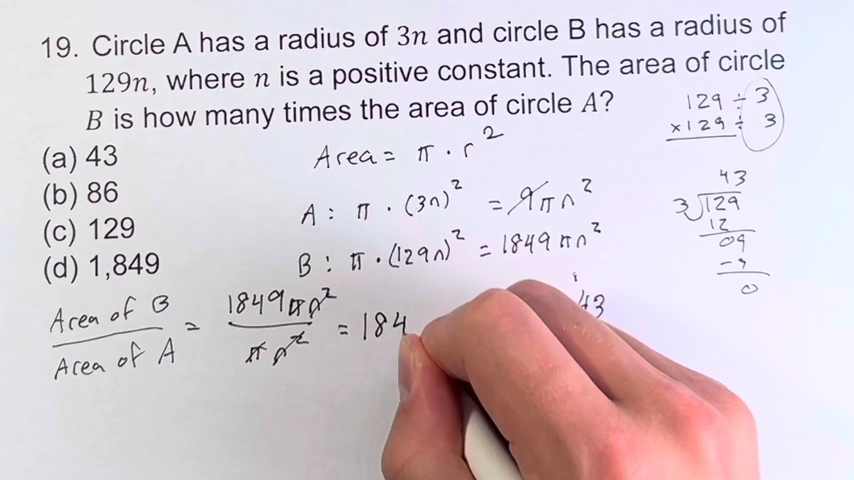 19. Circle A has a radius of 3n and circle B has a radius of
129n, where n is a positive constant. The area of circle
B is how many times the area of circle A?
(a) 43
(b) 86
(c) 129
(d) 1,849
129 ÷ 3
x129 ÷ 3
Area = π · r²
A : π · (3n)² = 9πn²
B : π · (129n)² = 1849πn²
43
3)129
12
09
-9
0
Area of B / Area of A = 1849πn² / πn² = 184
43